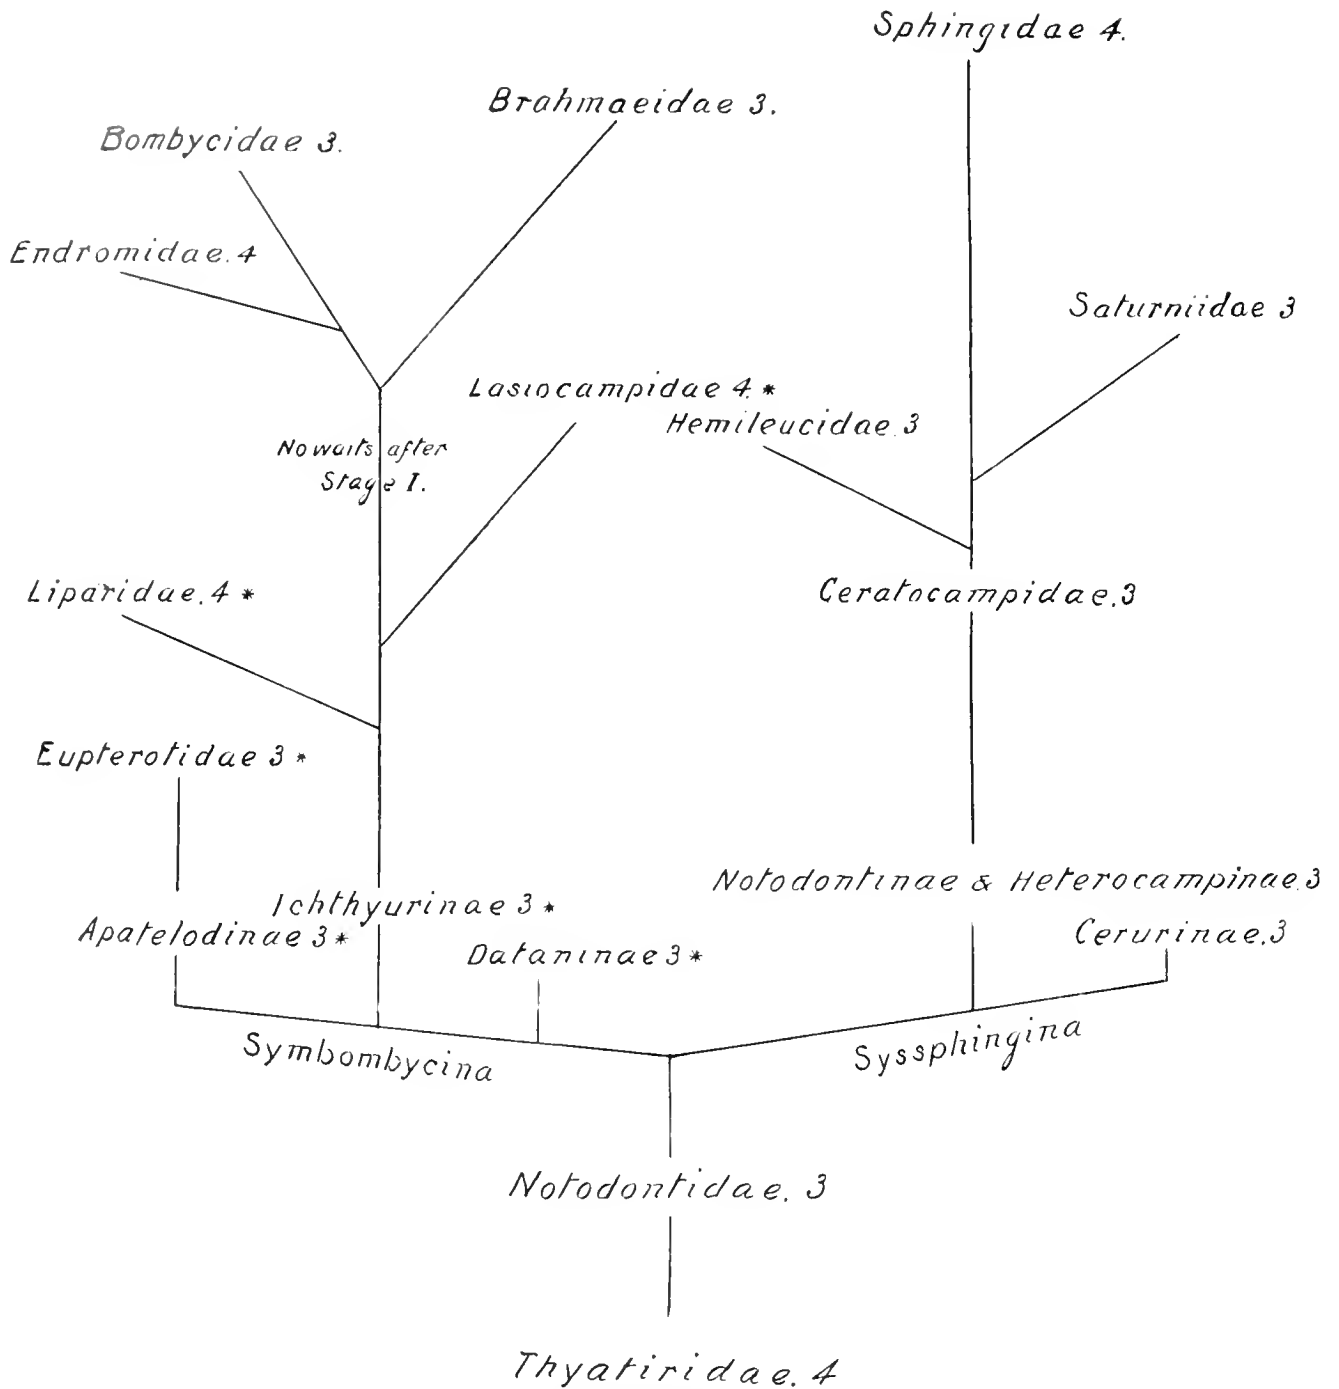 Sphingidae 4.
Brahmaeidae 3.
Bombycidae 3.
Endromidae. 4
Saturniidae 3
Lasiocampidae 4. *
Hemileucidae. 3
No warts after
Stage I.
Liparidae. 4 *
Ceratocampidae. 3
Eupterotidae 3 *
Notodontinae & Heterocampinae. 3
Ichthyurinae 3 *
Apatelodinae 3 *
Cerurinae. 3
Dataninae 3 *
Symbombycina
Syssphingina
Notodontidae. 3
Thyatiridae. 4